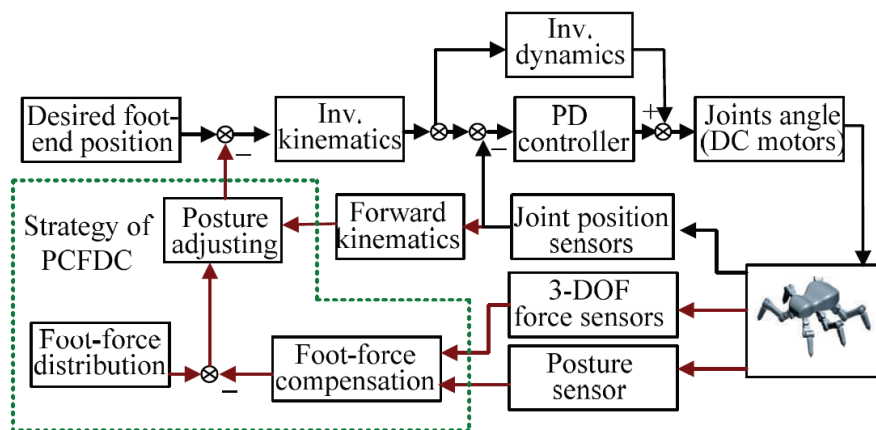 Inv.
dynamics
Desired foot-
end position
−
Inv.
kinematics
−
PD
controller
+
Joints angle
(DC motors)
Strategy of
PCFDC
Posture
adjusting
Forward
kinematics
Joint position
sensors
3-DOF
force sensors
Foot-force
distribution
−
Foot-force
compensation
Posture
sensor